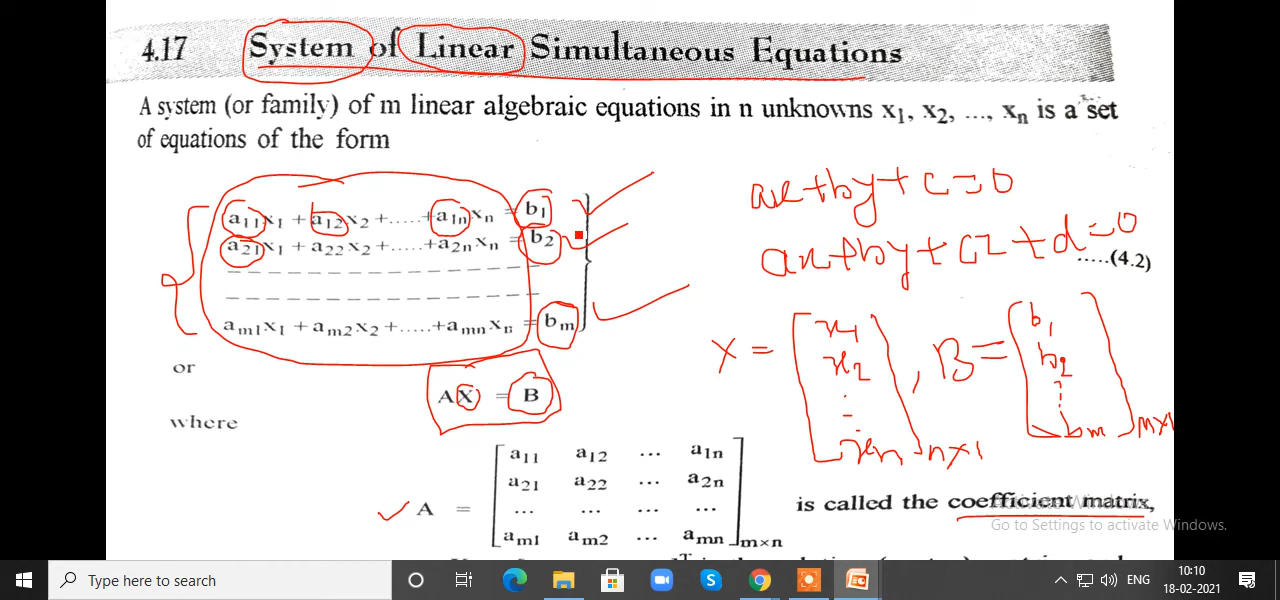 4.17 System of Linear Simultaneous Equations
A system (or family) of m linear algebraic equations in n unknowns x1, x2, ..., xn is a set
of equations of the form
a11x1 + a12x2 + .....+a1nxn = b1
a21x1 + a22x2 + .....+a2nxn = b2
am1x1 + am2x2 + .....+amnxn = bm
.....(4.2)
ax+by+c=0
ax+by+cz+d=0
or
AX = B
where
X = [x1 x2 . . xn]n×1 , B = [b1 b2 ⋮ bm]m×1
A = [a11 a12 ... a1n
a21 a22 ... a2n
... ... ... ...
am1 am2 ... amn]m×n is called the coefficient matrix,
Activate Windows
Go to Settings to activate Windows.
Type here to search
ENG
10:10
18-02-2021